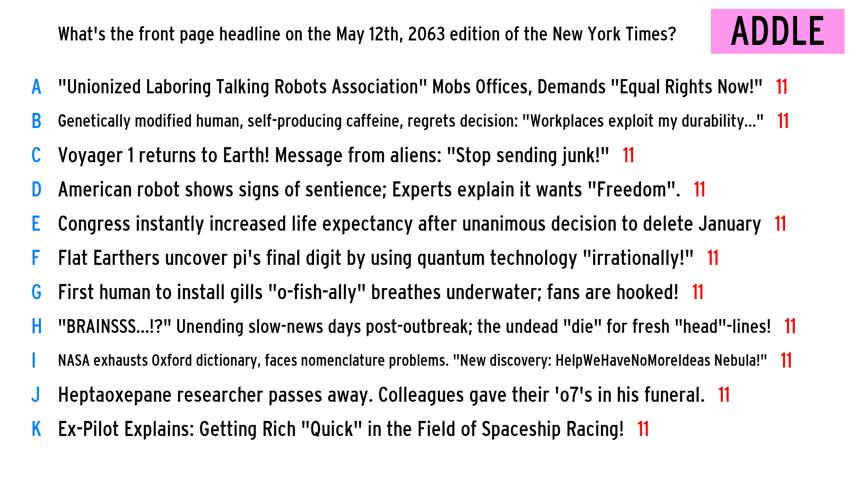 What's the front page headline on the May 12th, 2063 edition of the New York Times? ADDLE
A "Unionized Laboring Talking Robots Association" Mobs Offices, Demands "Equal Rights Now!" 11
B Genetically modified human, self-producing caffeine, regrets decision: "Workplaces exploit my durability..." 11
C Voyager 1 returns to Earth! Message from aliens: "Stop sending junk!" 11
D American robot shows signs of sentience; Experts explain it wants "Freedom". 11
E Congress instantly increased life expectancy after unanimous decision to delete January 11
F Flat Earthers uncover pi's final digit by using quantum technology "irrationally!" 11
G First human to install gills "o-fish-ally" breathes underwater; fans are hooked! 11
H "BRAINSSS...!?" Unending slow-news days post-outbreak; the undead "die" for fresh "head"-lines! 11
I NASA exhausts Oxford dictionary, faces nomenclature problems. "New discovery: HelpWeHaveNoMoreIdeas Nebula!" 11
J Heptaoxepane researcher passes away. Colleagues gave their 'o7's in his funeral. 11
K Ex-Pilot Explains: Getting Rich "Quick" in the Field of Spaceship Racing! 11